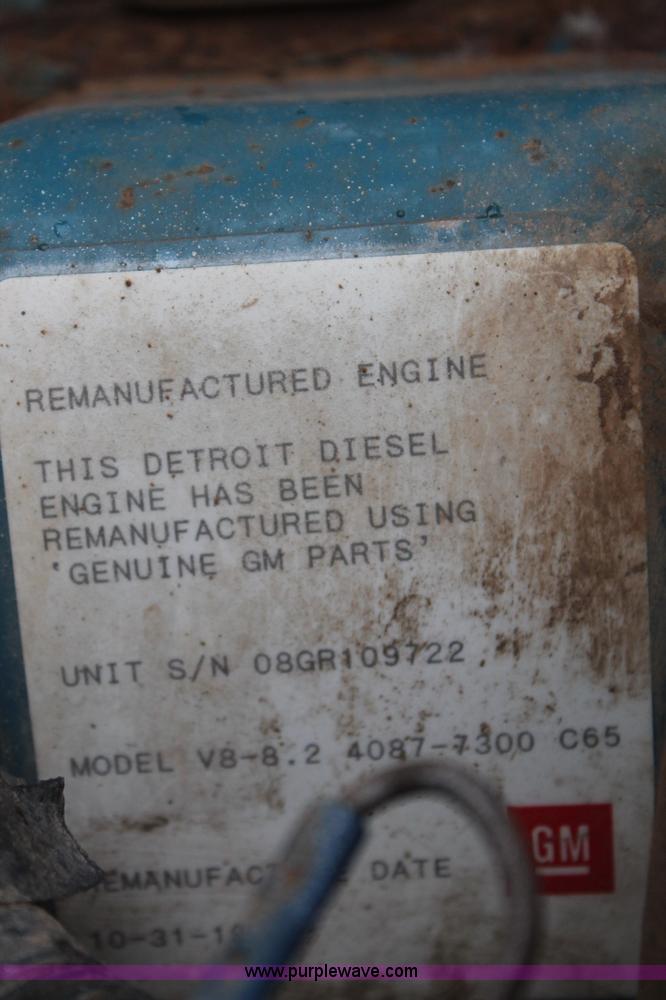 REMANUFACTURED ENGINE
THIS DETROIT DIESEL
ENGINE HAS BEEN
REMANUFACTURED USING
'GENUINE GM PARTS'
UNIT S/N 08GR109722
MODEL V8-8.2 4087-7300 C65
GM
DATE
www.purplewave.com